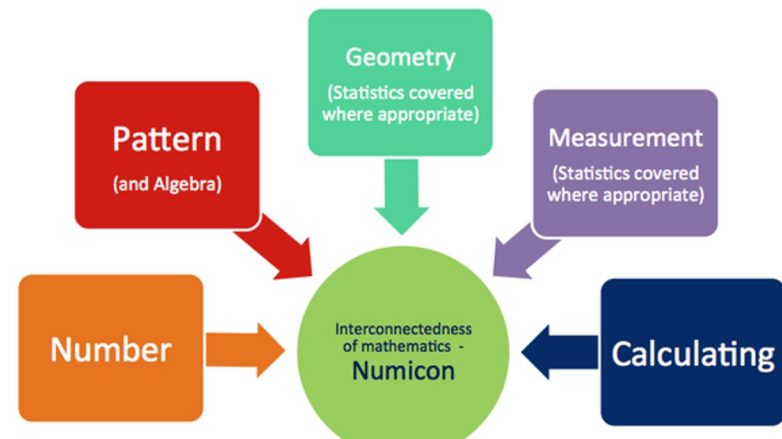 Geometry
(Statistics covered
where appropriate)
Pattern
(and Algebra)
Measurement
(Statistics covered
where appropriate)
Number
Interconnectedness
of mathematics -
Numicon
Calculating